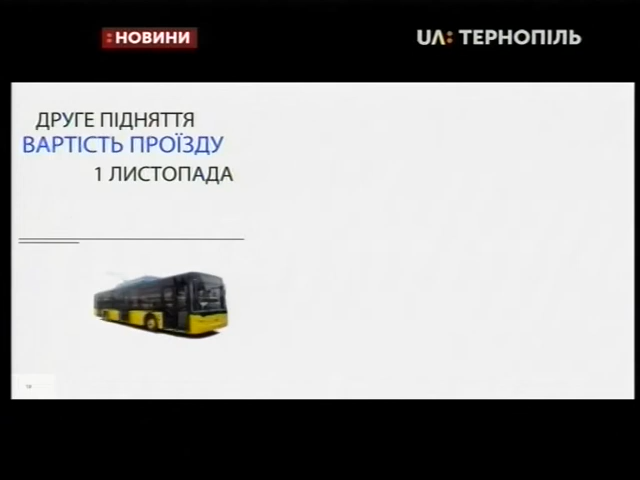 :НОВИНИ
UA: ТЕРНОПІЛЬ
ДРУГЕ ПІДНЯТТЯ
ВАРТІСТЬ ПРОЇЗДУ
1 ЛИСТОПАДА